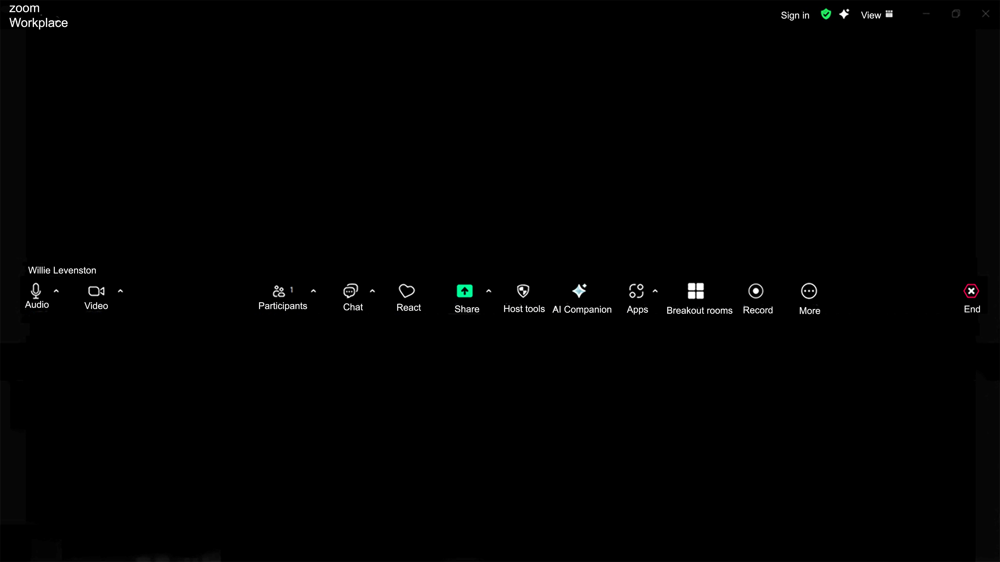 zoom
Workplace
Sign in
View
Willie Levenston
1
Audio
Video
Participants
Chat
React
Share
Host tools
AI Companion
Apps
Breakout rooms
Record
More
End